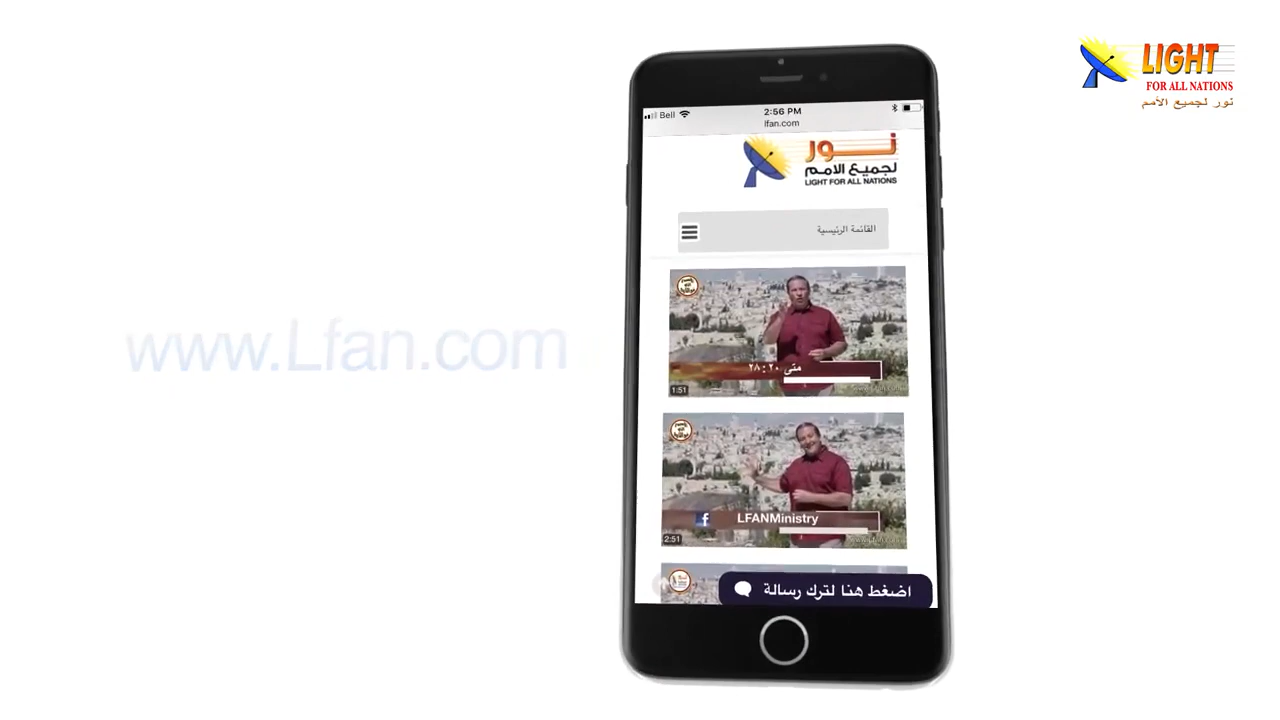 LIGHT
FOR ALL NATIONS
نور لجميع الأمم
Bell
2:56 PM
lfan.com
نور
لجميع الامم
LIGHT FOR ALL NATIONS
القائمة الرئيسية
متى ٢٠:٢٨
1:51
www.Lfan.com
LFANMinistry
2:51
اضغط هنا لترك رسالة